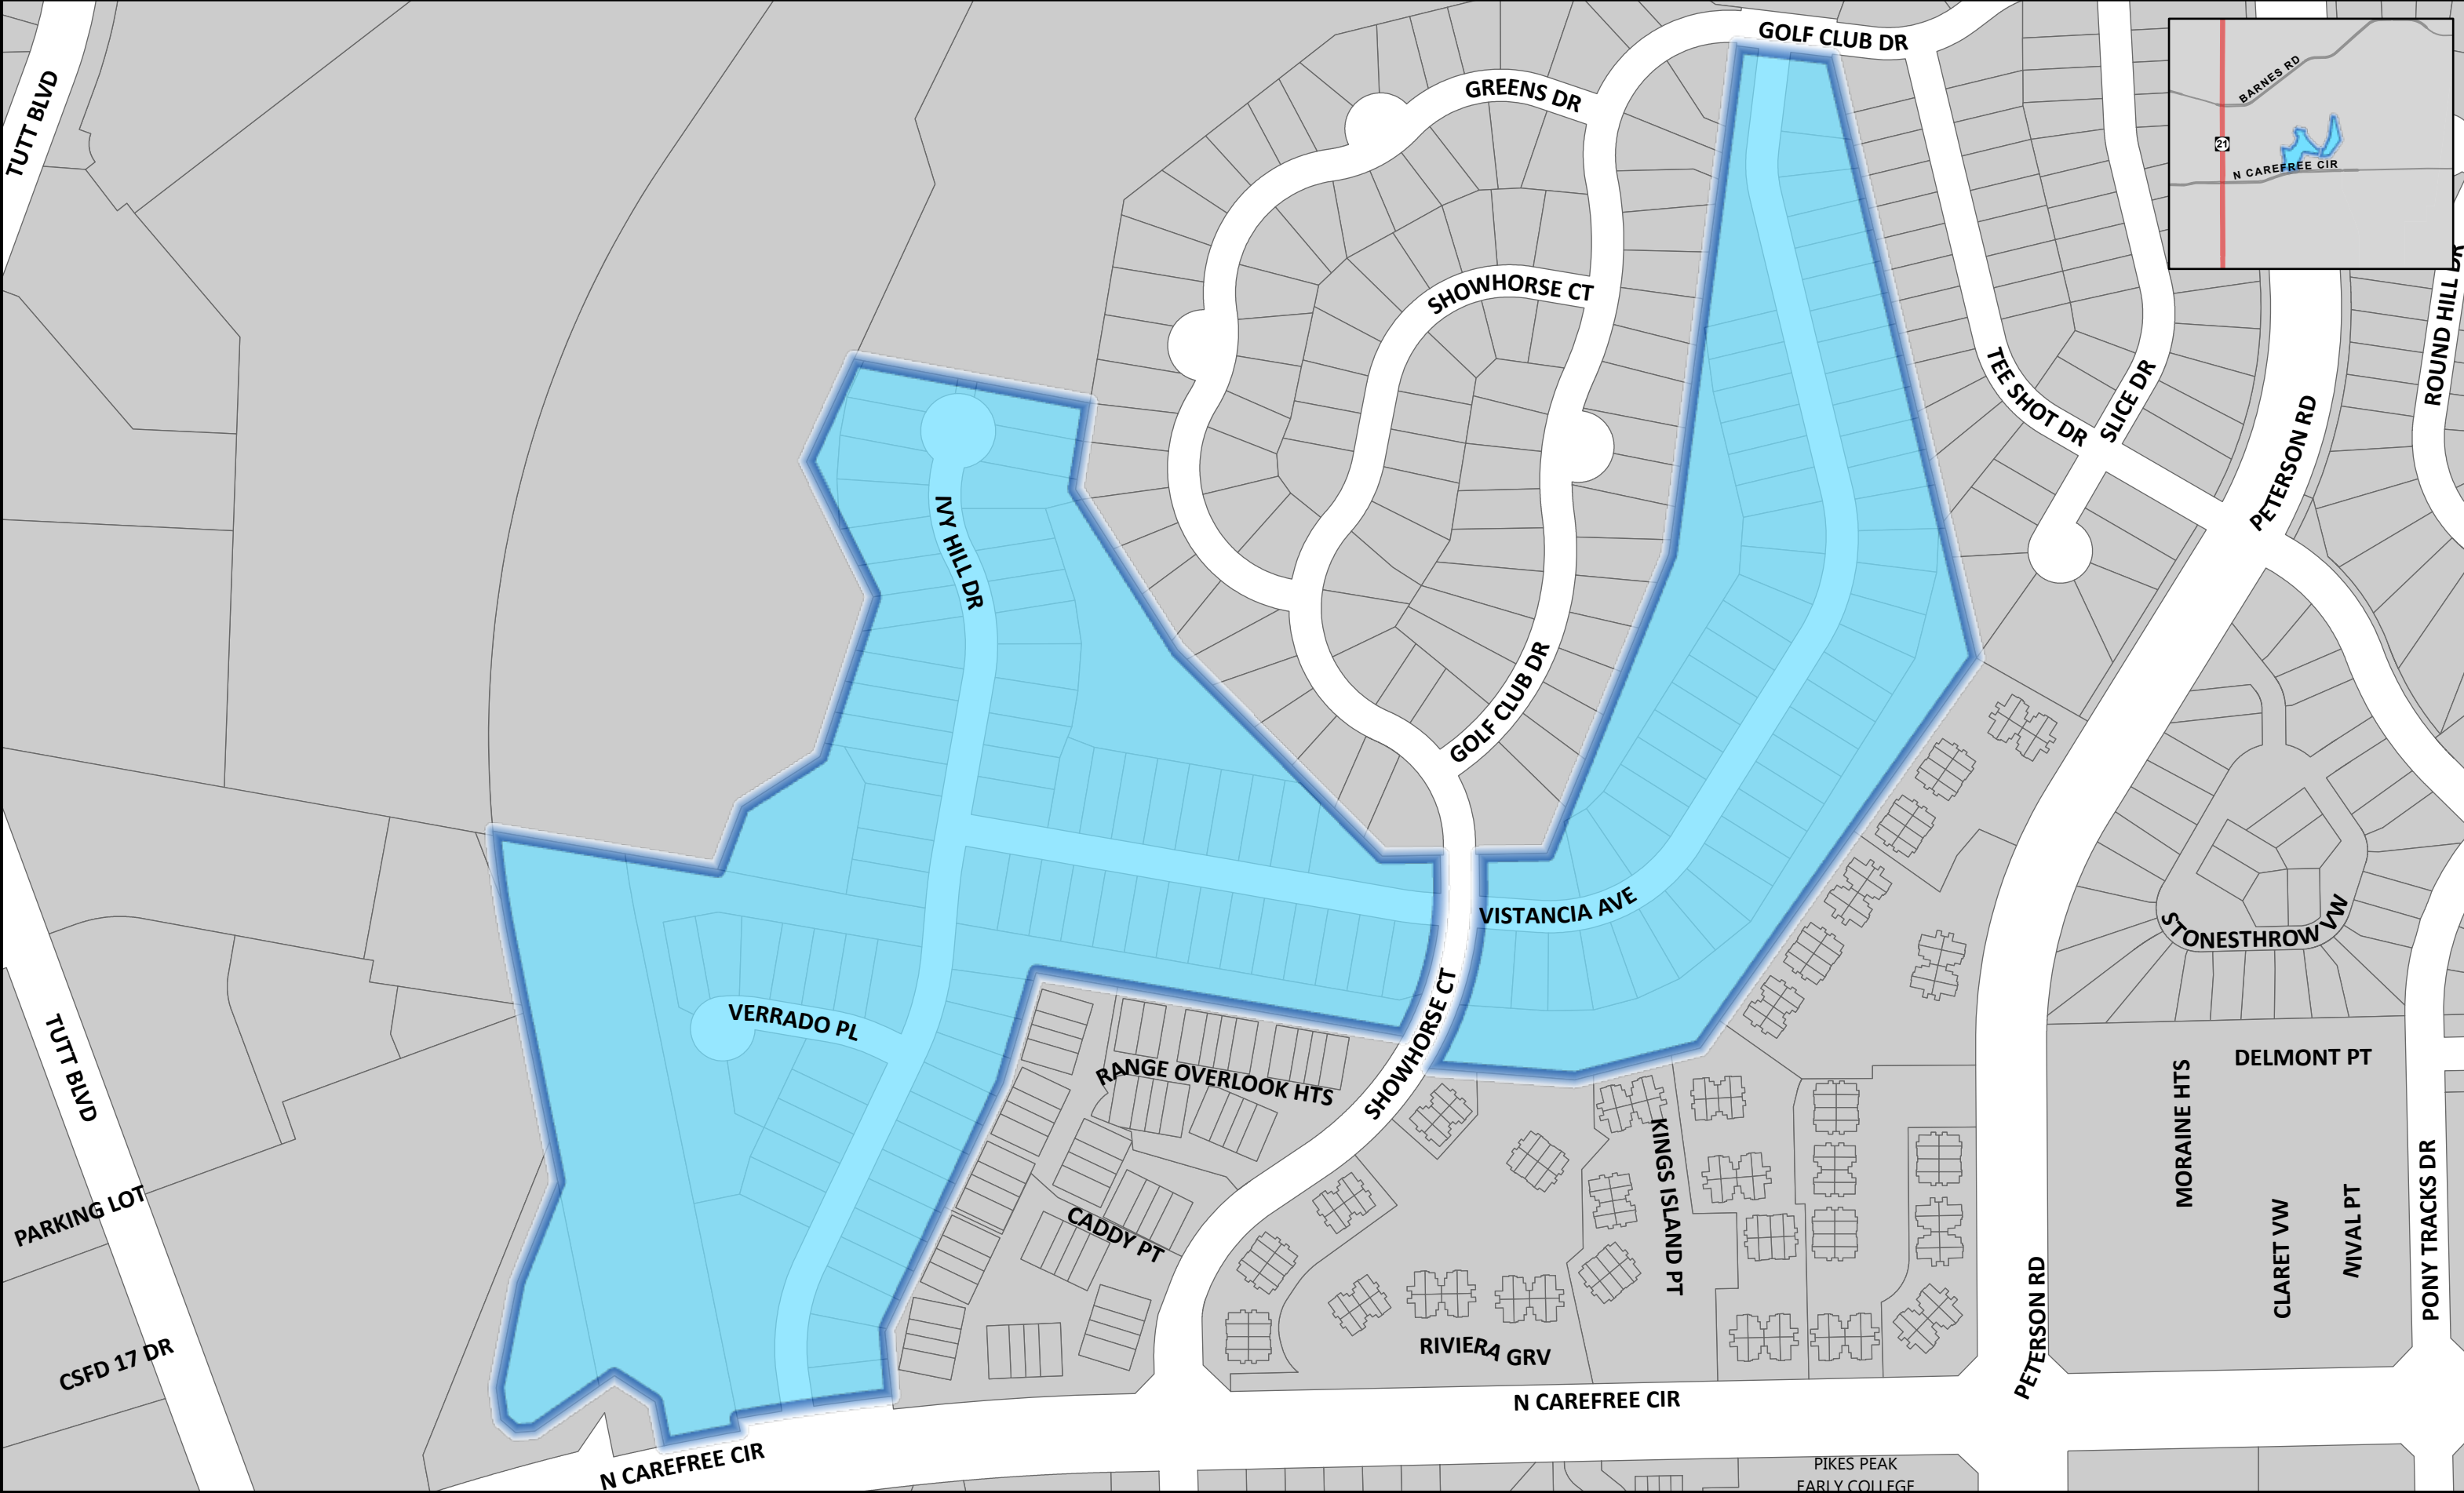 GOLF CLUB DR
TUTT BLVD
GREENS DR
BARNES RD
21
N CAREFREE CIR
ROUND HILL DR
SHOWHORSE CT
TEE SHOT DR
SLICE DR
PETERSON RD
IVY HILL DR
GOLF CLUB DR
VISTANCIA AVE
STONESTHROW VW
VERRADO PL
SHOWHORSE CT
RANGE OVERLOOK HTS
TUTT BLVD
DELMONT PT
MORAINE HTS
KINGS ISLAND PT
PARKING LOT
CADDY PT
CLARET VW
NIVAL PT
PONY TRACKS DR
CSFD 17 DR
RIVIERA GRV
PETERSON RD
N CAREFREE CIR
N CAREFREE CIR
PIKES PEAK
EARLY COLLEGE